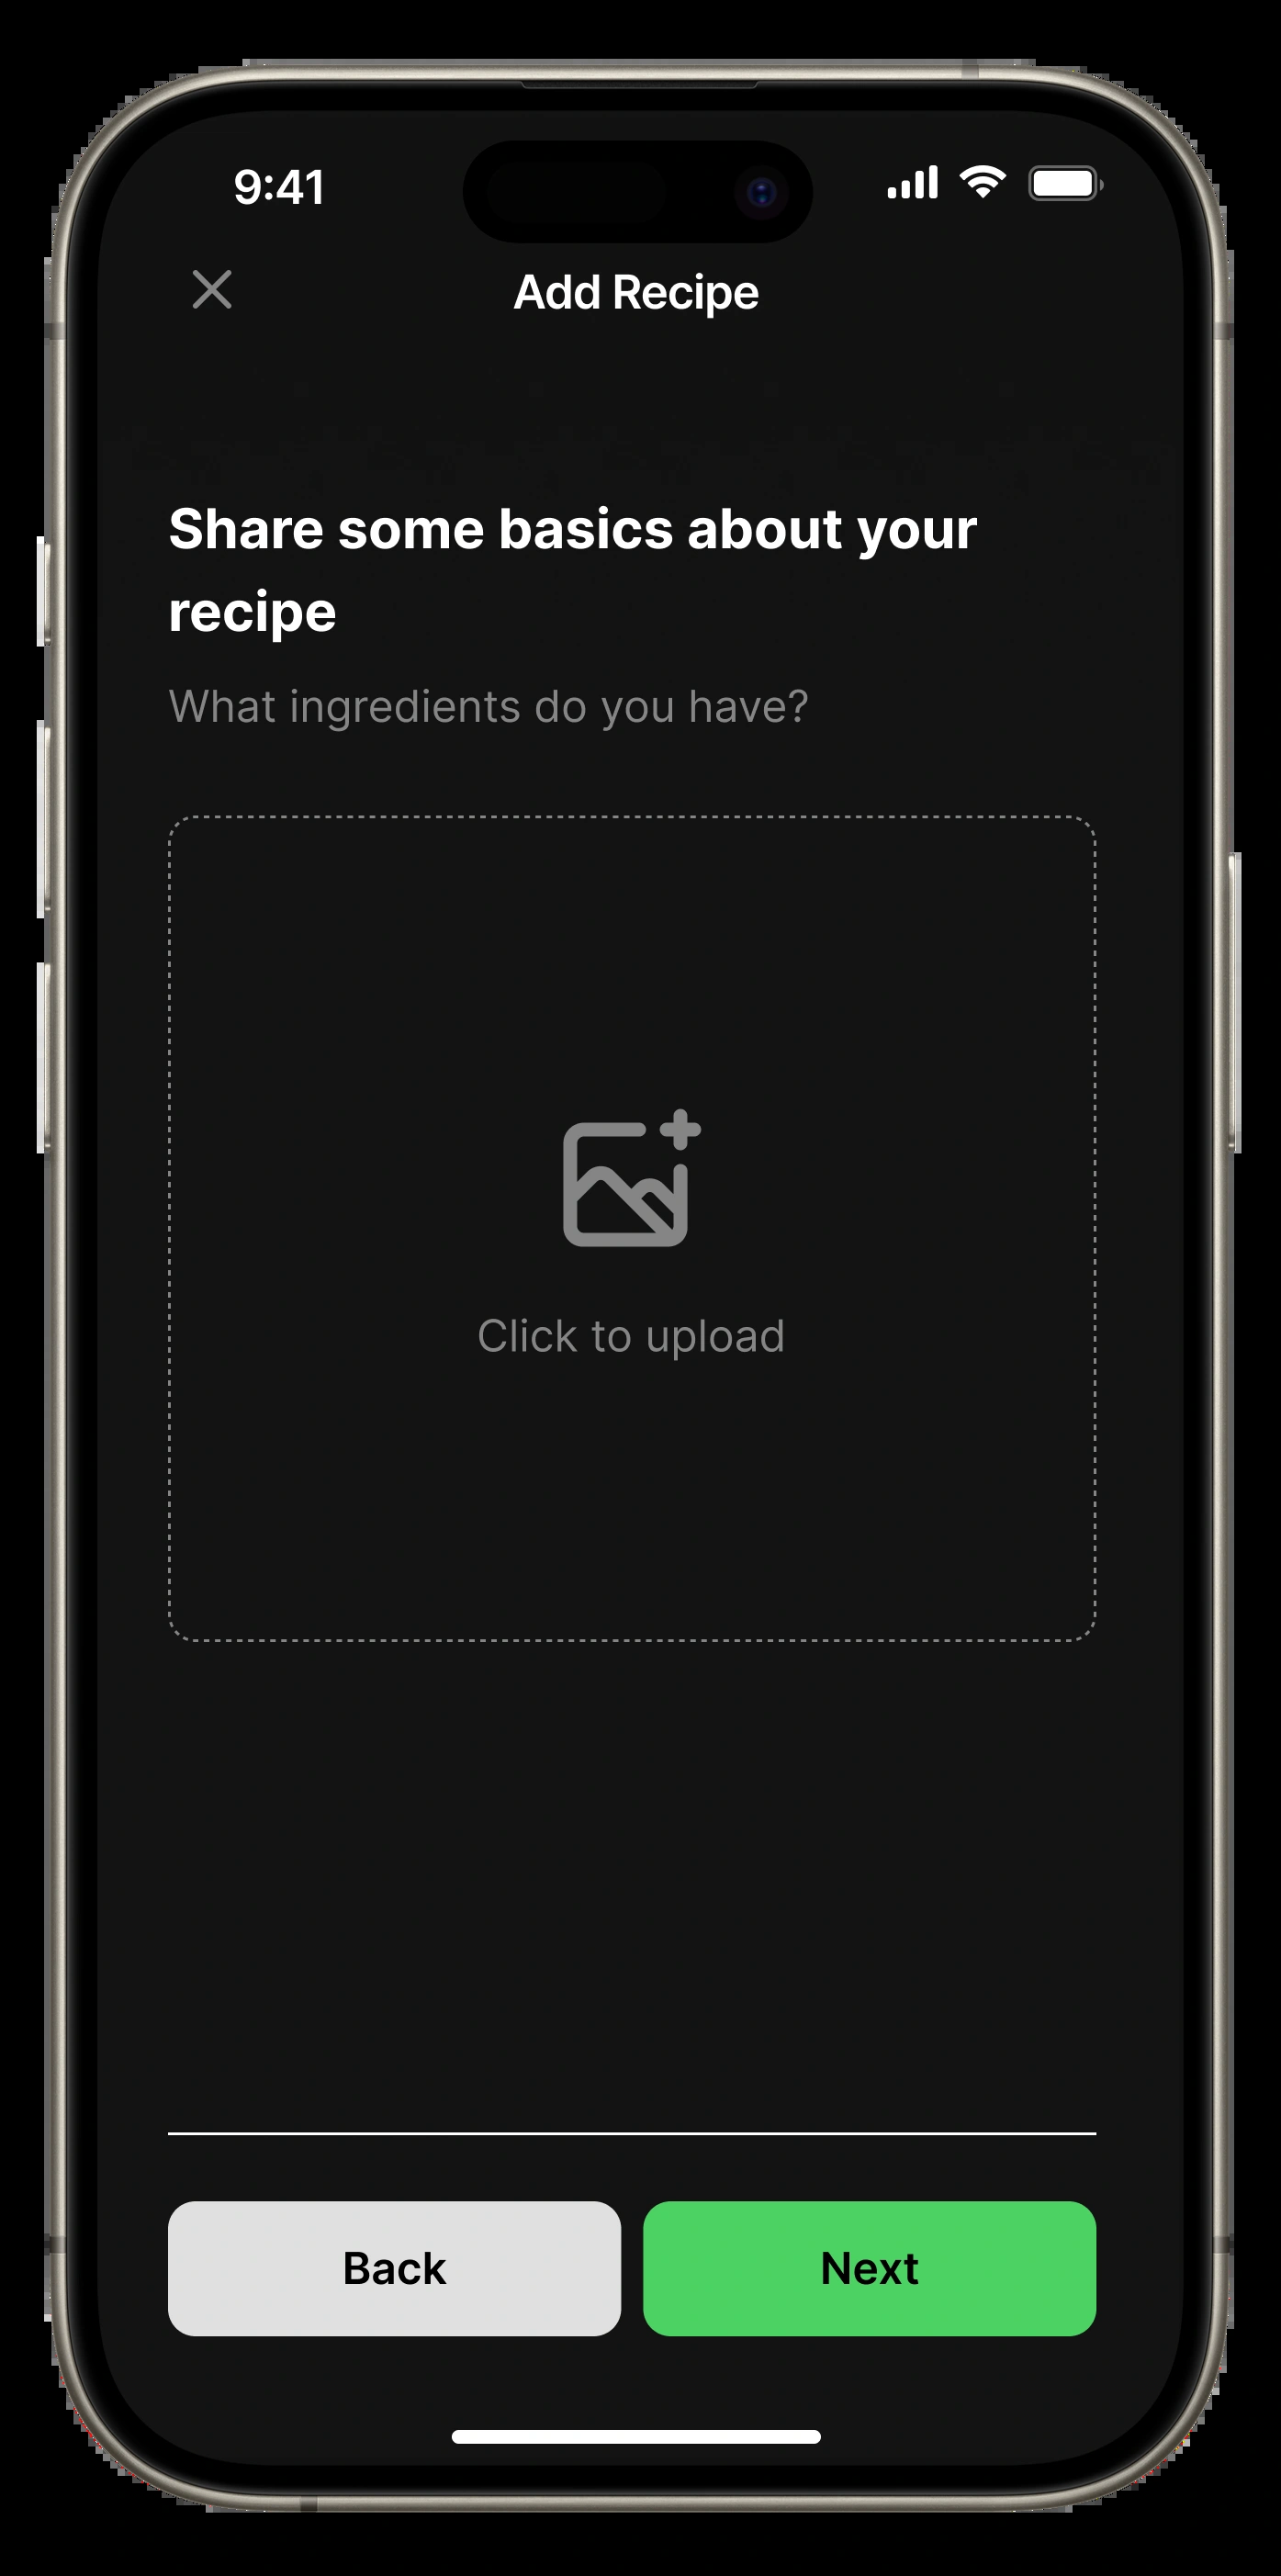 9:41
Add Recipe
Share some basics about your
recipe
What ingredients do you have?
Click to upload
Back
Next